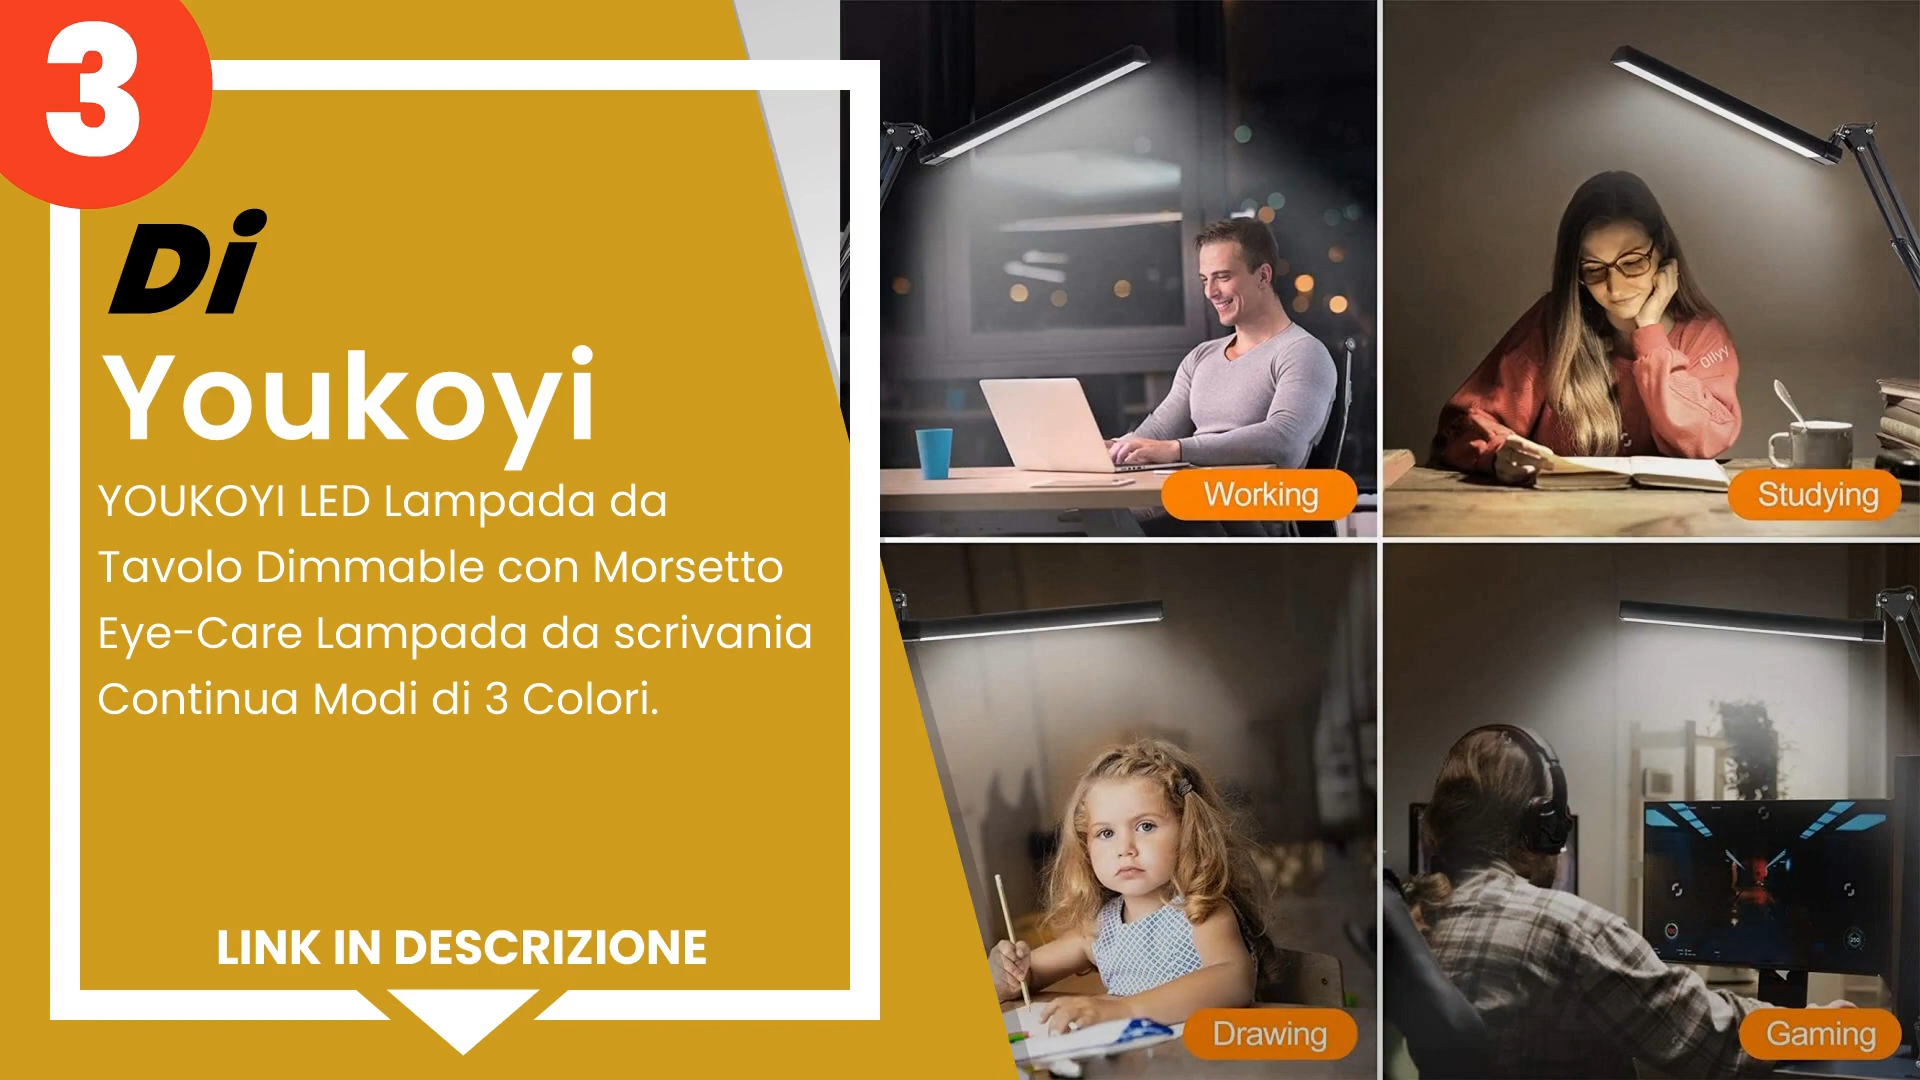 3
Di
Youkoyi
YOUKOYI LED Lampada da
Tavolo Dimmable con Morsetto
Eye-Care Lampada da scrivania
Continua Modi di 3 Colori.
LINK IN DESCRIZIONE
Working
Studying
Drawing
Gaming